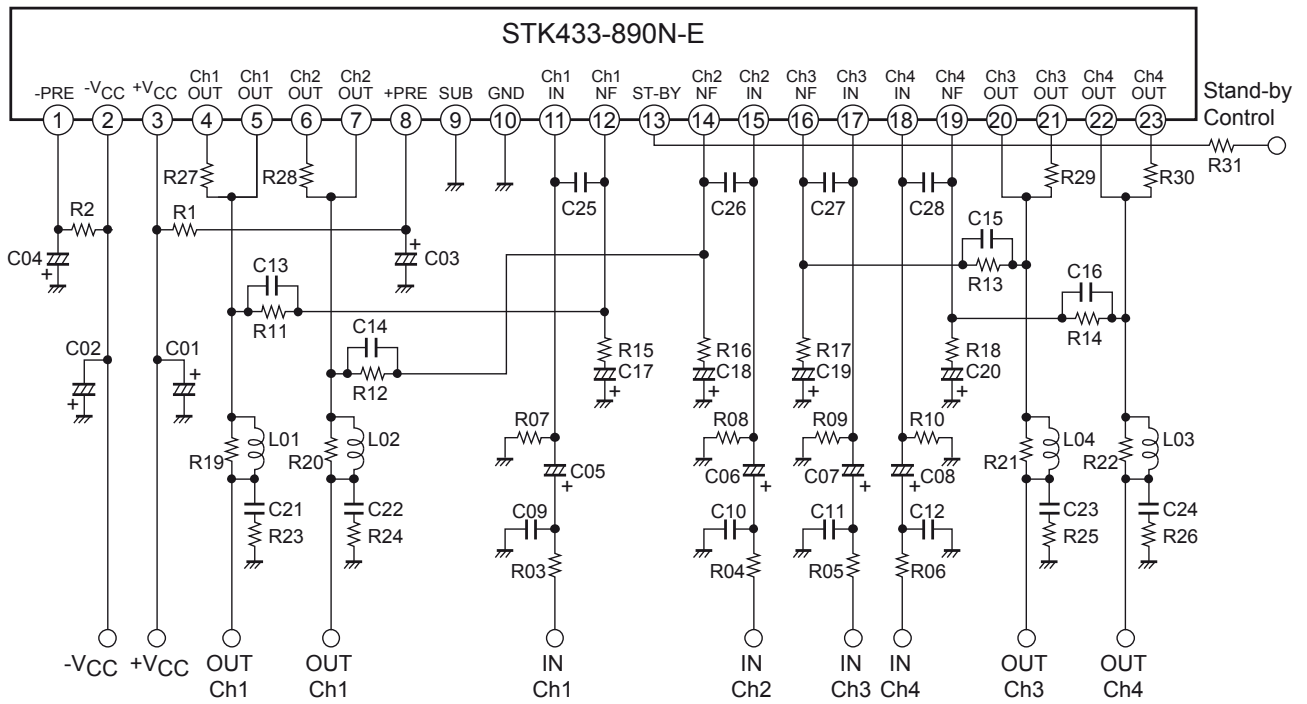 STK433-890N-E
-PRE -VCC +VCC Ch1 OUT Ch1 OUT Ch2 OUT Ch2 OUT +PRE SUB GND Ch1 IN Ch1 NF ST-BY Ch2 NF Ch2 IN Ch3 NF Ch3 IN Ch4 IN Ch4 NF Ch3 OUT Ch3 OUT Ch4 OUT Ch4 OUT
Stand-by
Control
1 2 3 4 5 6 7 8 9 10 11 12 13 14 15 16 17 18 19 20 21 22 23
R31
R27 R28 R29 R30
C25 C26 C27 C28
R2 R1 C15
C04 + + C03 R13
C13 C16
R11 R14
C14
R12
C02 C01 + R15 R16 R17 R18
+ C17 C18 C19 C20
+ + + +
R07 R08 R09 R10
R19 L01 R20 L02 R21 L04 R22 L03
C05 C06 C07 C08
+ + + +
C21 C22 C09 C10 C11 C12 C23 C24
R23 R24 R25 R26
R03 R04 R05 R06
-VCC +VCC OUT OUT IN IN IN IN OUT OUT
Ch1 Ch1 Ch1 Ch2 Ch3 Ch4 Ch3 Ch4